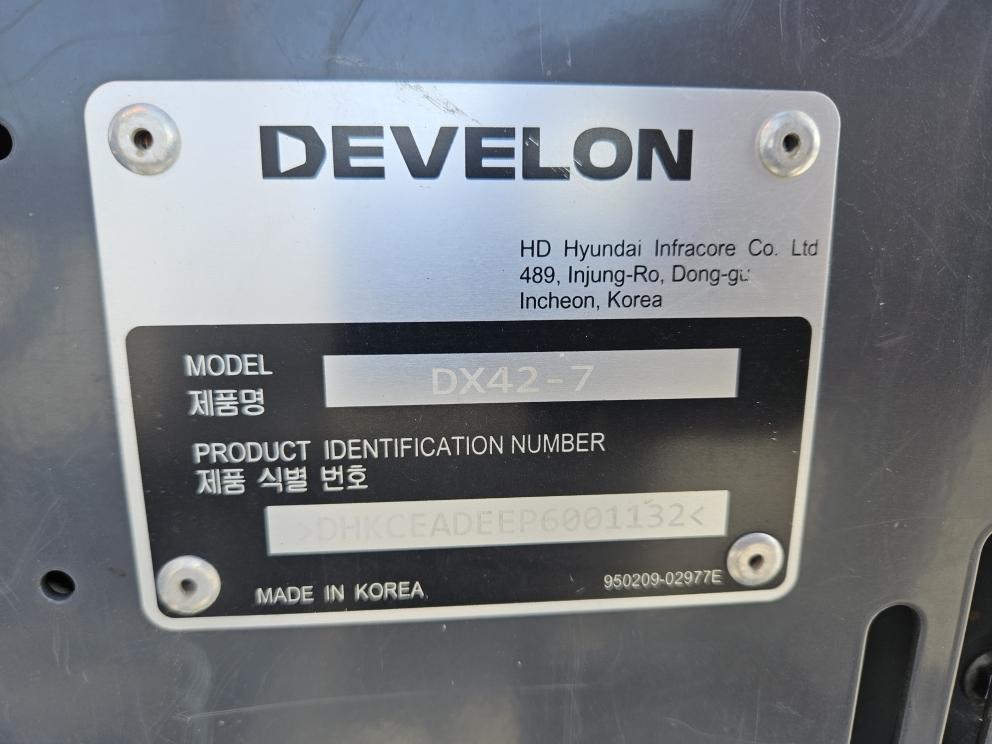 DEVELON
HD Hyundai Infracore Co. Ltd
489, Injung-Ro, Dong-gu
Incheon, Korea
MODEL DX42-7
제품명
PRODUCT IDENTIFICATION NUMBER
제품 식별 번호
>DHKCEADEEP6001132<
MADE IN KOREA 950209-02977E